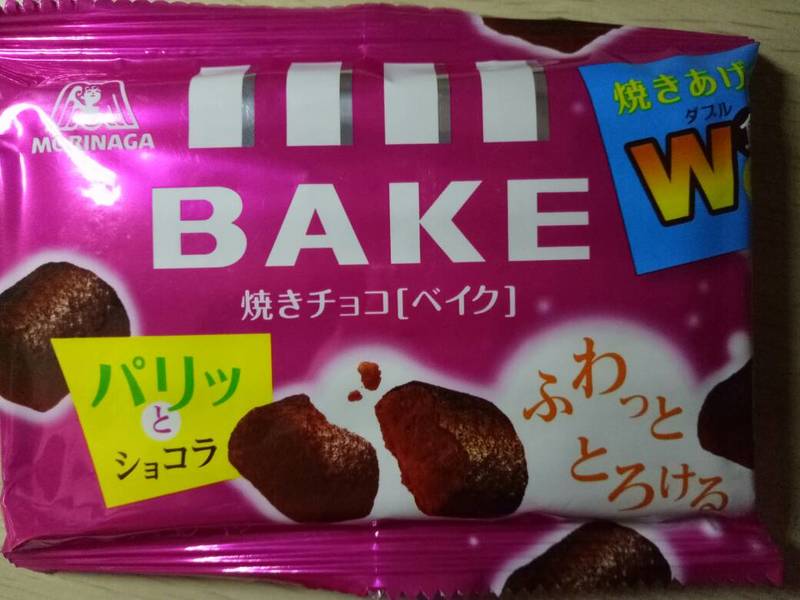 MORINAGA
BAKE
焼きチョコ[ベイク]
焼きあげ
ダブル
W
パリッ
と
ショコラ
ふわっと
とろける